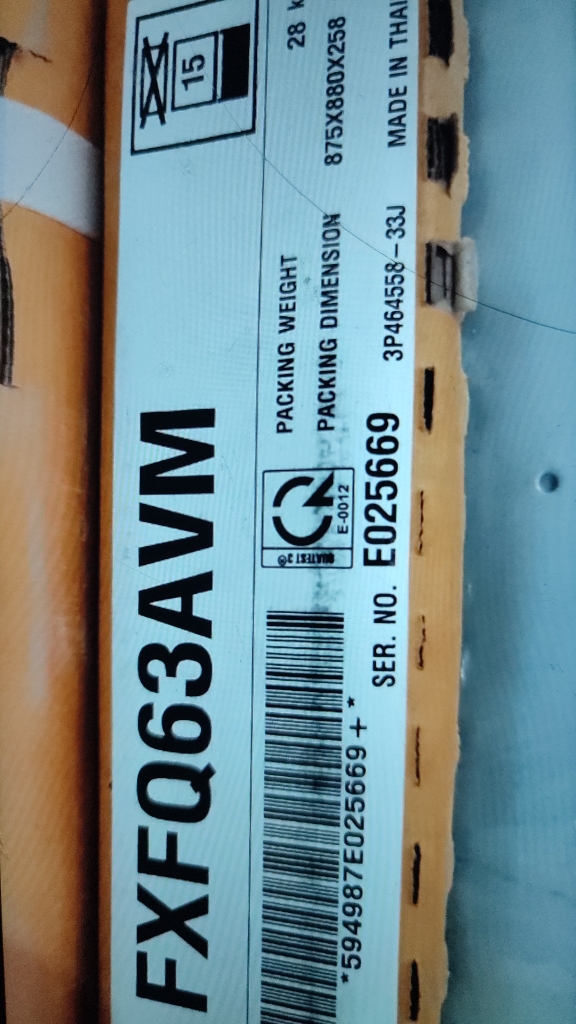 15
FXFQ63AVM
PACKING WEIGHT 28
PACKING DIMENSION 875X880X258
QUATEST 3®
E-0012
*594987E025669+*
SER. NO. E025669 3P464558-33J MADE IN THAI